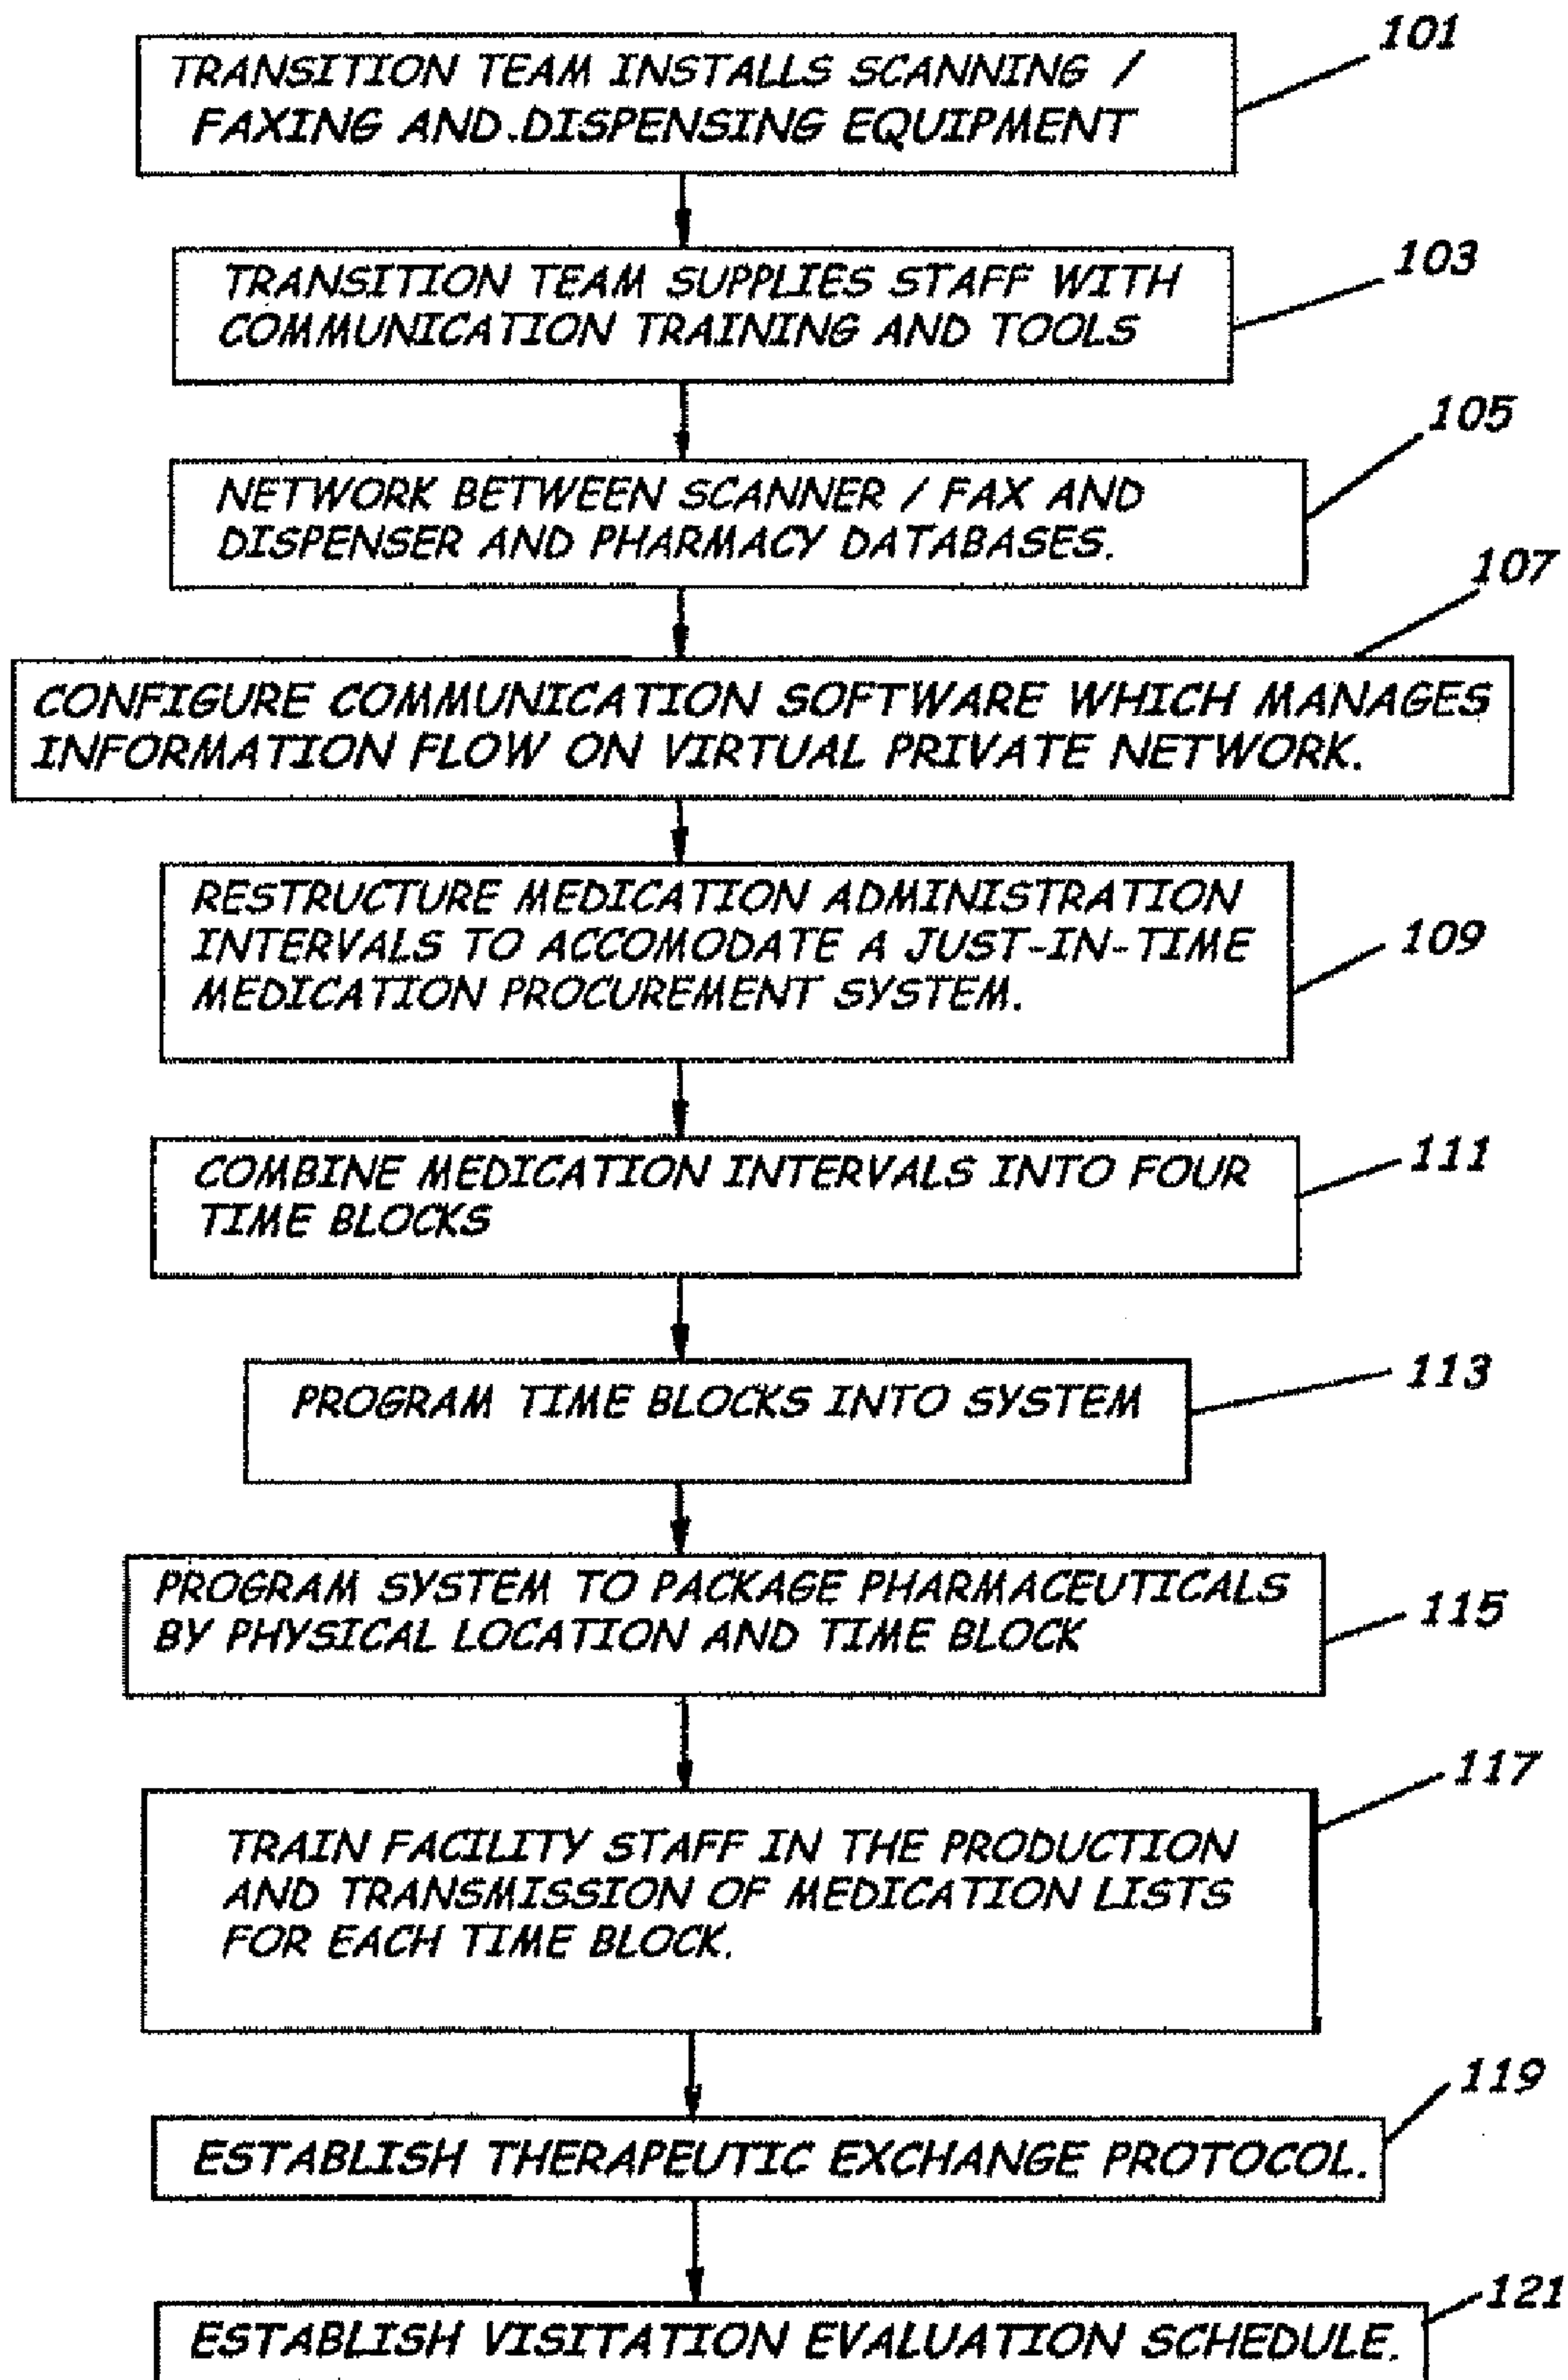 101
TRANSITION TEAM INSTALLS SCANNING /
FAXING AND DISPENSING EQUIPMENT
103
TRANSITION TEAM SUPPLIES STAFF WITH
COMMUNICATION TRAINING AND TOOLS
105
NETWORK BETWEEN SCANNER / FAX AND
DISPENSER AND PHARMACY DATABASES.
107
CONFIGURE COMMUNICATION SOFTWARE WHICH MANAGES
INFORMATION FLOW ON VIRTUAL PRIVATE NETWORK.
RESTRUCTURE MEDICATION ADMINISTRATION
INTERVALS TO ACCOMODATE A JUST-IN-TIME
MEDICATION PROCUREMENT SYSTEM.
109
COMBINE MEDICATION INTERVALS INTO FOUR
TIME BLOCKS
111
PROGRAM TIME BLOCKS INTO SYSTEM
113
PROGRAM SYSTEM TO PACKAGE PHARMACEUTICALS
BY PHYSICAL LOCATION AND TIME BLOCK
115
117
TRAIN FACILITY STAFF IN THE PRODUCTION
AND TRANSMISSION OF MEDICATION LISTS
FOR EACH TIME BLOCK.
119
ESTABLISH THERAPEUTIC EXCHANGE PROTOCOL.
121
ESTABLISH VISITATION EVALUATION SCHEDULE.